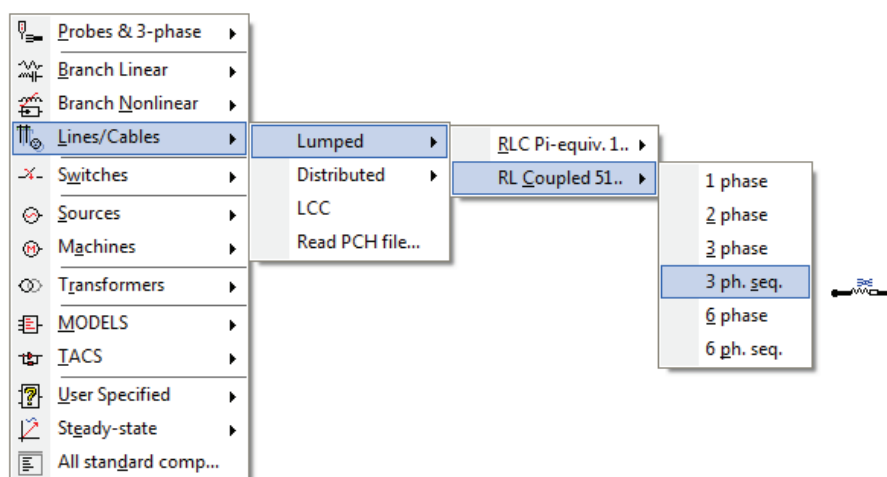 Probes & 3-phase
Branch Linear
Branch Nonlinear
Lines/Cables
Switches
Sources
Machines
Transformers
MODELS
TACS
User Specified
Steady-state
All standard comp...
Lumped
Distributed
LCC
Read PCH file...
RLC Pi-equiv. 1..
RL Coupled 51..
1 phase
2 phase
3 phase
3 ph. seq.
6 phase
6 ph. seq.